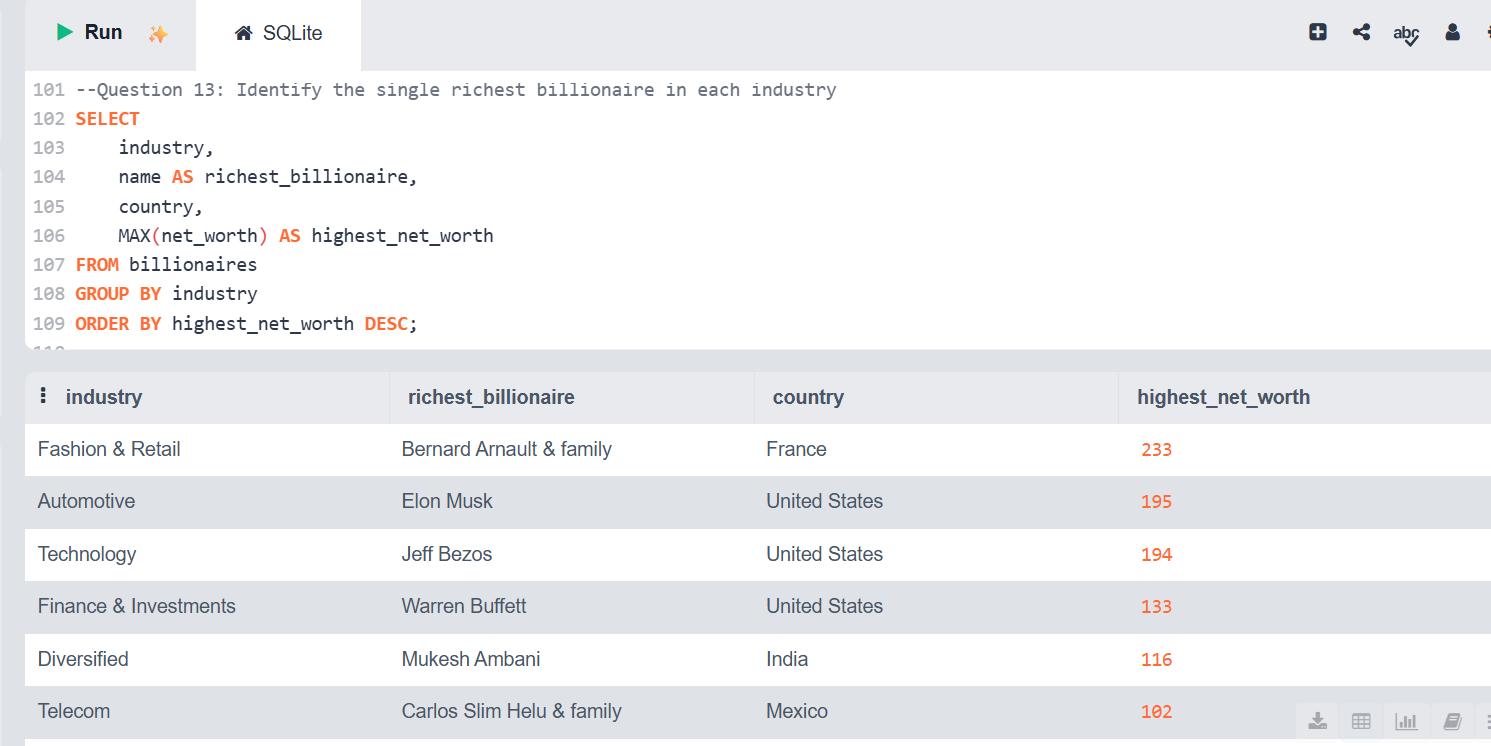 Run SQLite abc
101 --Question 13: Identify the single richest billionaire in each industry
102 SELECT
103 industry,
104 name AS richest_billionaire,
105 country,
106 MAX(net_worth) AS highest_net_worth
107 FROM billionaires
108 GROUP BY industry
109 ORDER BY highest_net_worth DESC;
industry richest_billionaire country highest_net_worth
Fashion & Retail Bernard Arnault & family France 233
Automotive Elon Musk United States 195
Technology Jeff Bezos United States 194
Finance & Investments Warren Buffett United States 133
Diversified Mukesh Ambani India 116
Telecom Carlos Slim Helu & family Mexico 102